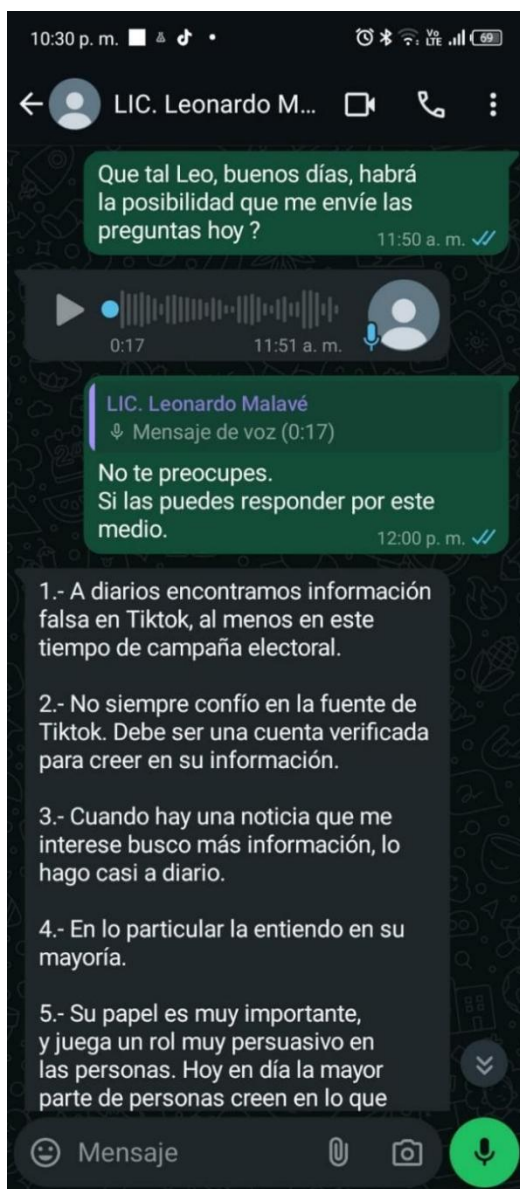 10:30 p. m.
Vo
LTE
69
LIC. Leonardo M...
Que tal Leo, buenos días, habrá
la posibilidad que me envíe las
preguntas hoy ?
11:50 a. m.
0:17
11:51 a. m.
LIC. Leonardo Malavé
Mensaje de voz (0:17)
No te preocupes.
Si las puedes responder por este
medio.
12:00 p. m.
1.- A diarios encontramos información
falsa en Tiktok, al menos en este
tiempo de campaña electoral.
2.- No siempre confío en la fuente de
Tiktok. Debe ser una cuenta verificada
para creer en su información.
3.- Cuando hay una noticia que me
interese busco más información, lo
hago casi a diario.
4.- En lo particular la entiendo en su
mayoría.
5.- Su papel es muy importante,
y juega un rol muy persuasivo en
las personas. Hoy en día la mayor
parte de personas creen en lo que
Mensaje